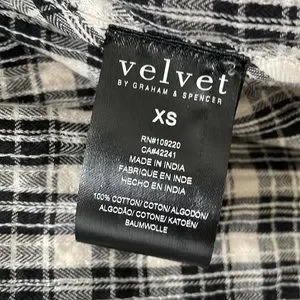 velvet
BY GRAHAM & SPENCER
XS
RN#109220
CA#42241
MADE IN INDIA
FABRIQUE EN INDE
HECHO EN INDIA
100% COTTON/ COTON/ ALGODÓN/
ALGODÃO/ COTONE/ KATOEN/
BAUMWOLLE